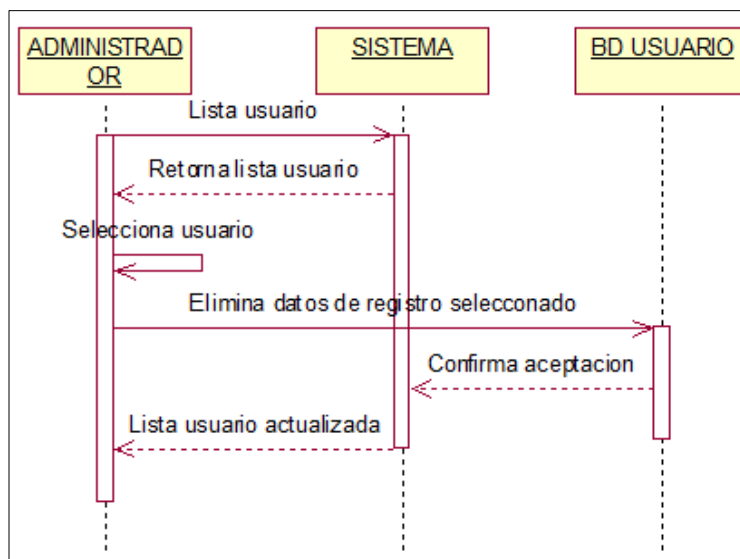 ADMINISTRAD
OR
SISTEMA
BD USUARIO
Lista usuario
Retorna lista usuario
Selecciona usuario
Elimina datos de registro selecconado
Confirma aceptacion
Lista usuario actualizada